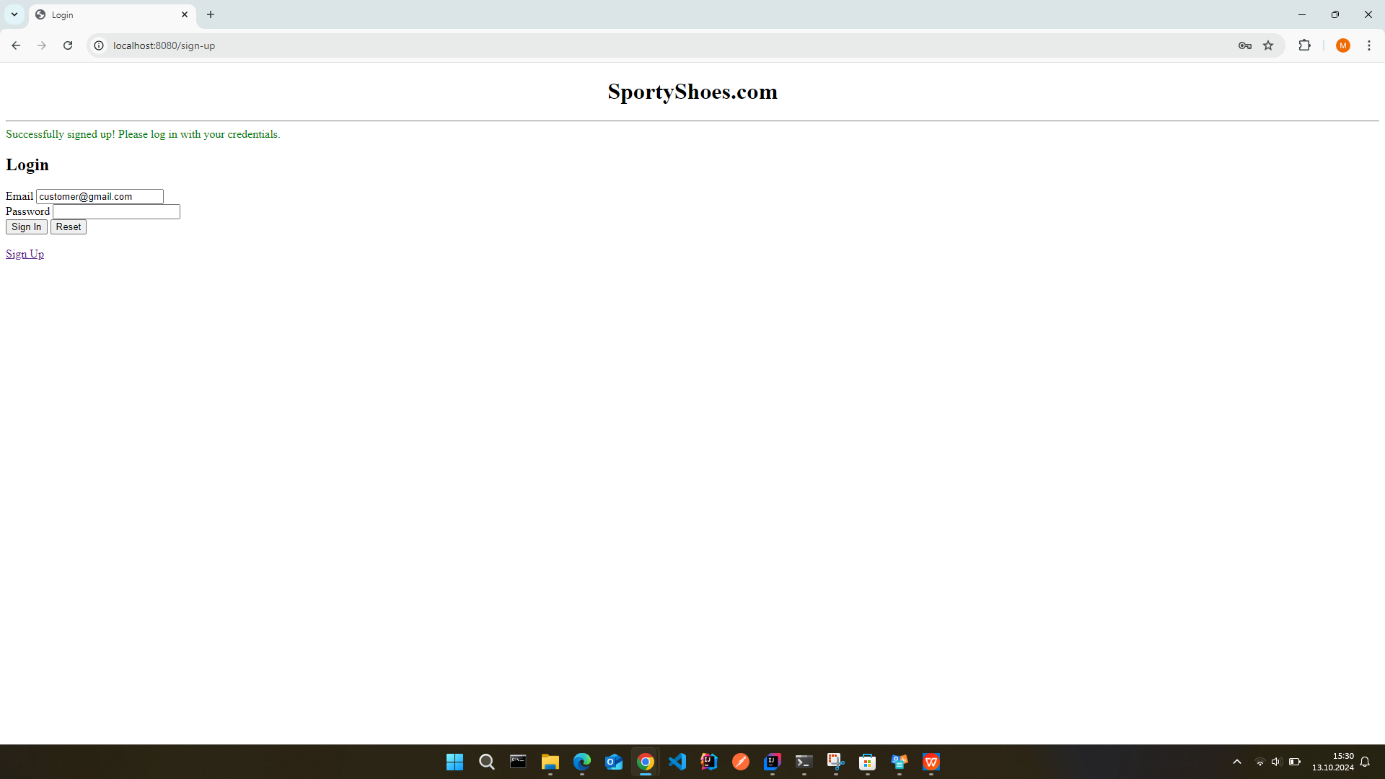 Login
localhost:8080/sign-up
M
SportyShoes.com
Successfully signed up! Please log in with your credentials.
Login
Email customer@gmail.com
Password
Sign In Reset
Sign Up
15:30
13.10.2024